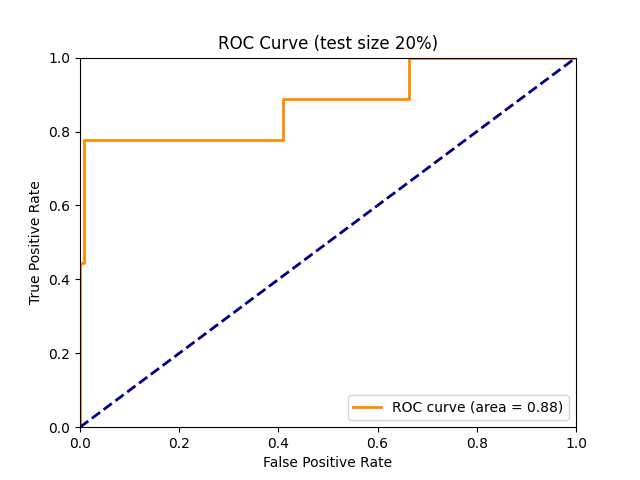 ROC Curve (test size 20%)
True Positive Rate
1.0
0.8
0.6
0.4
0.2
0.0
ROC curve (area = 0.88)
0.0 0.2 0.4 0.6 0.8 1.0
False Positive Rate